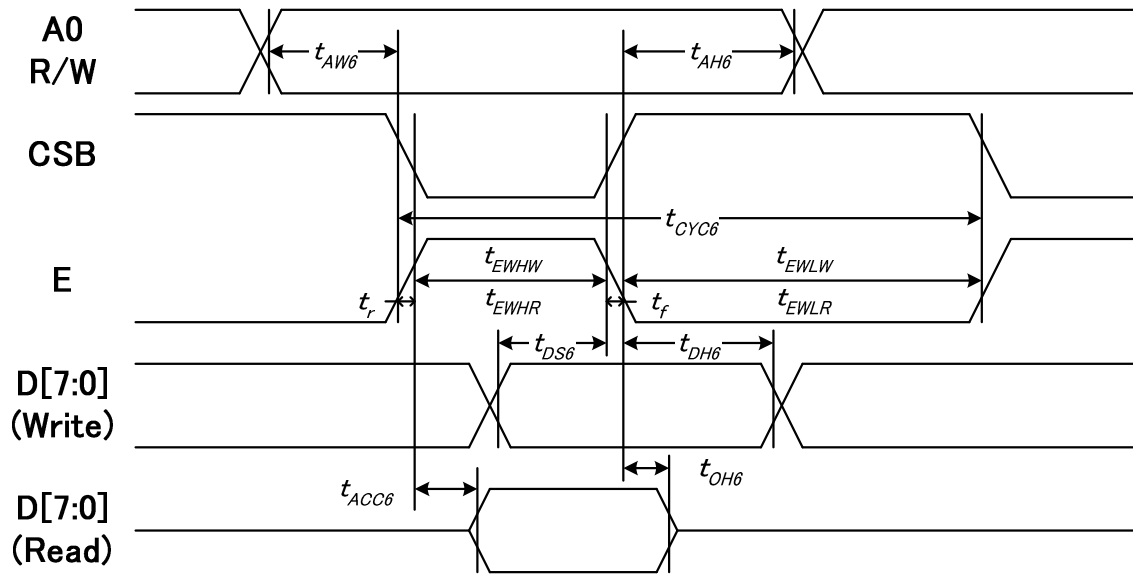 A0
R/W
t_AW6
t_AH6
CSB
t_CYC6
E
t_EWHW
t_EWLW
t_r
t_EWHR
t_f
t_EWLR
t_DS6
t_DH6
D[7:0]
(Write)
t_ACC6
t_OH6
D[7:0]
(Read)